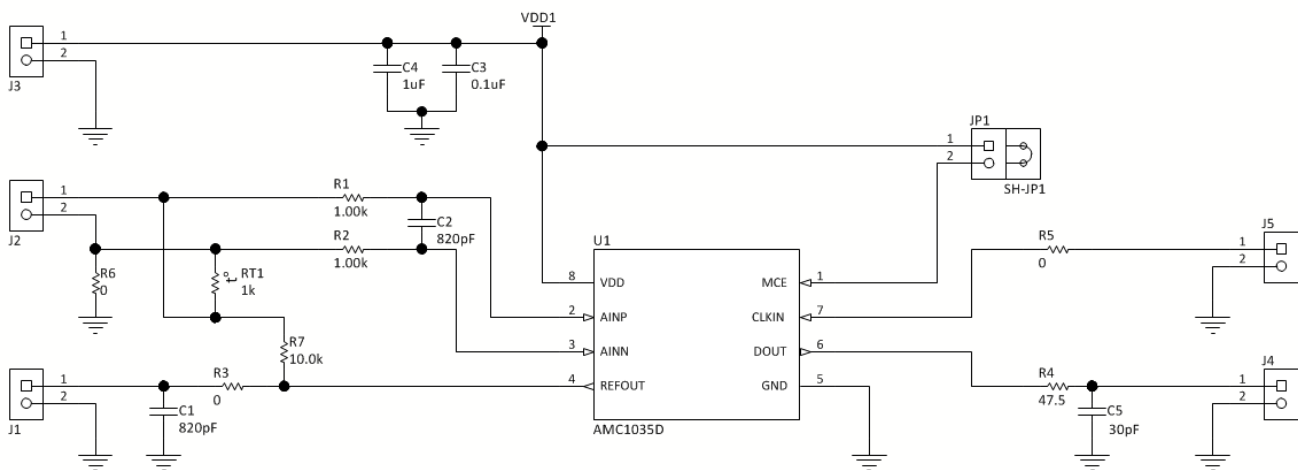 VDD1
1
2
J3
C4
1uF
C3
0.1uF
JP1
1
2
SH-JP1
1
2
J2
R1
1.00k
C2
820pF
R2
1.00k
R6
0
RT1
1k
t°
U1
8 VDD
MCE 1
2 AINP
CLKIN 7
3 AINN
DOUT 6
4 REFOUT
GND 5
AMC1035D
R5
0
J5
1
2
R7
10.0k
1
2
J1
R3
0
C1
820pF
R4
47.5
C5
30pF
J4
1
2